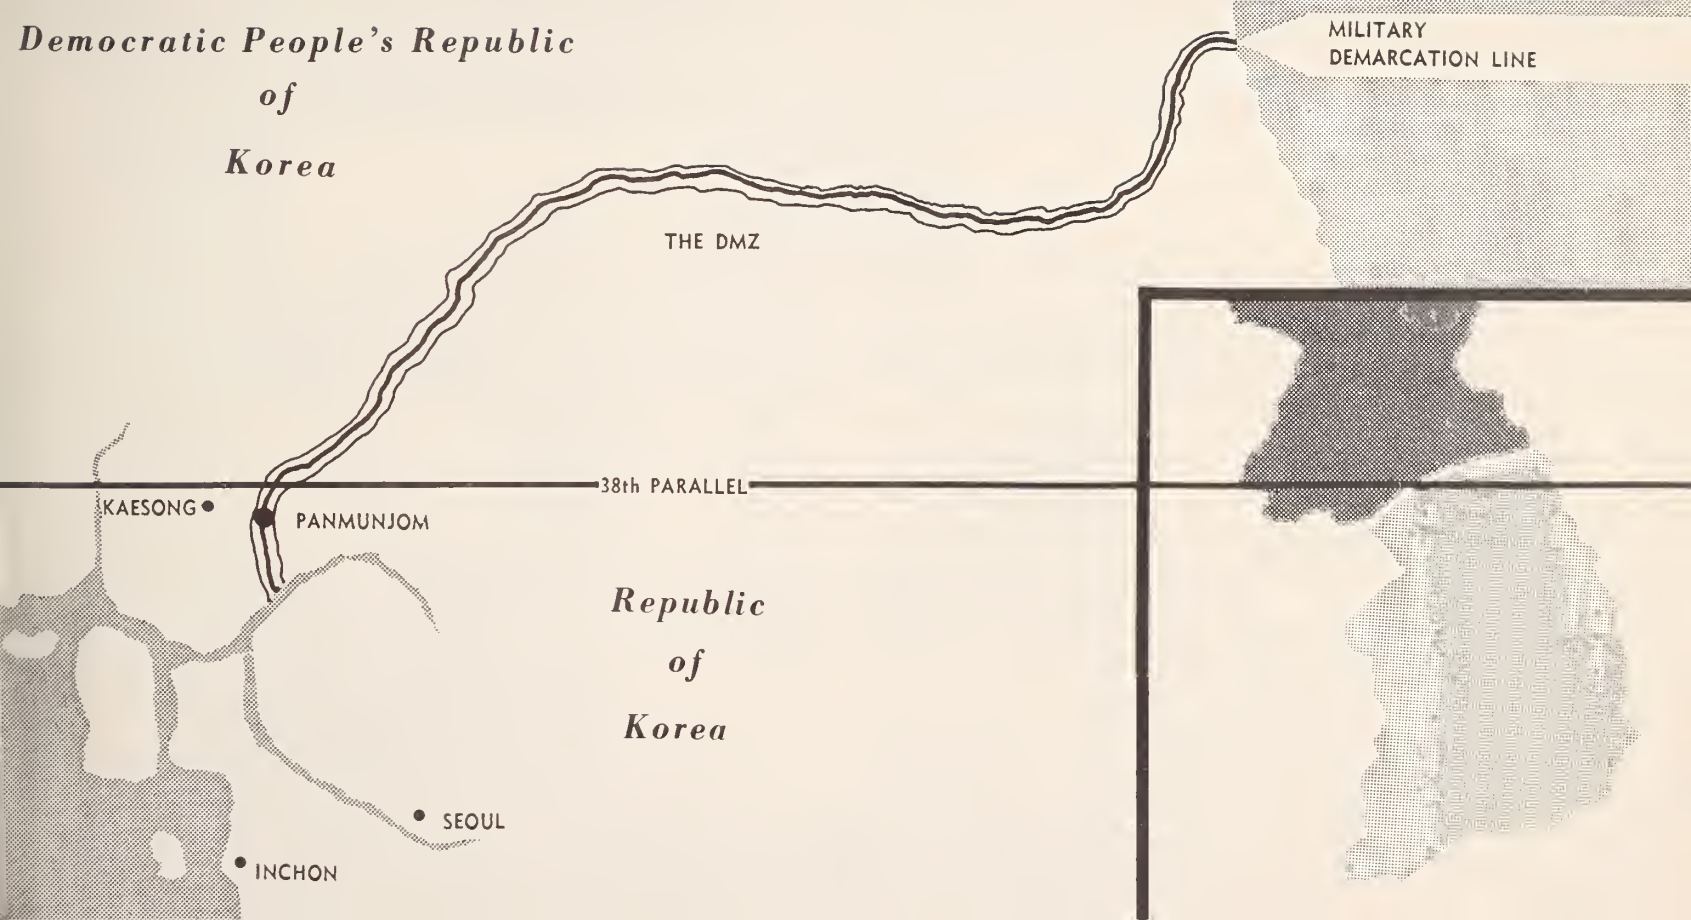 Democratic People's Republic
of
Korea
MILITARY
DEMARCATION LINE
THE DMZ
38th PARALLEL
KAESONG
PANMUNJOM
Republic
of
Korea
SEOUL
INCHON